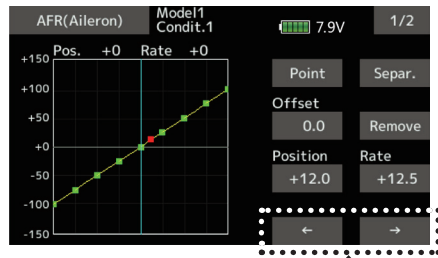 AFR(Aileron)
Model1
Condit.1
7.9V
1/2
Pos. +0 Rate +0
+150
+100
+50
+0
-50
-100
-150
Point
Separ.
Offset
0.0
Remove
Position
Rate
+12.0
+12.5
←
→